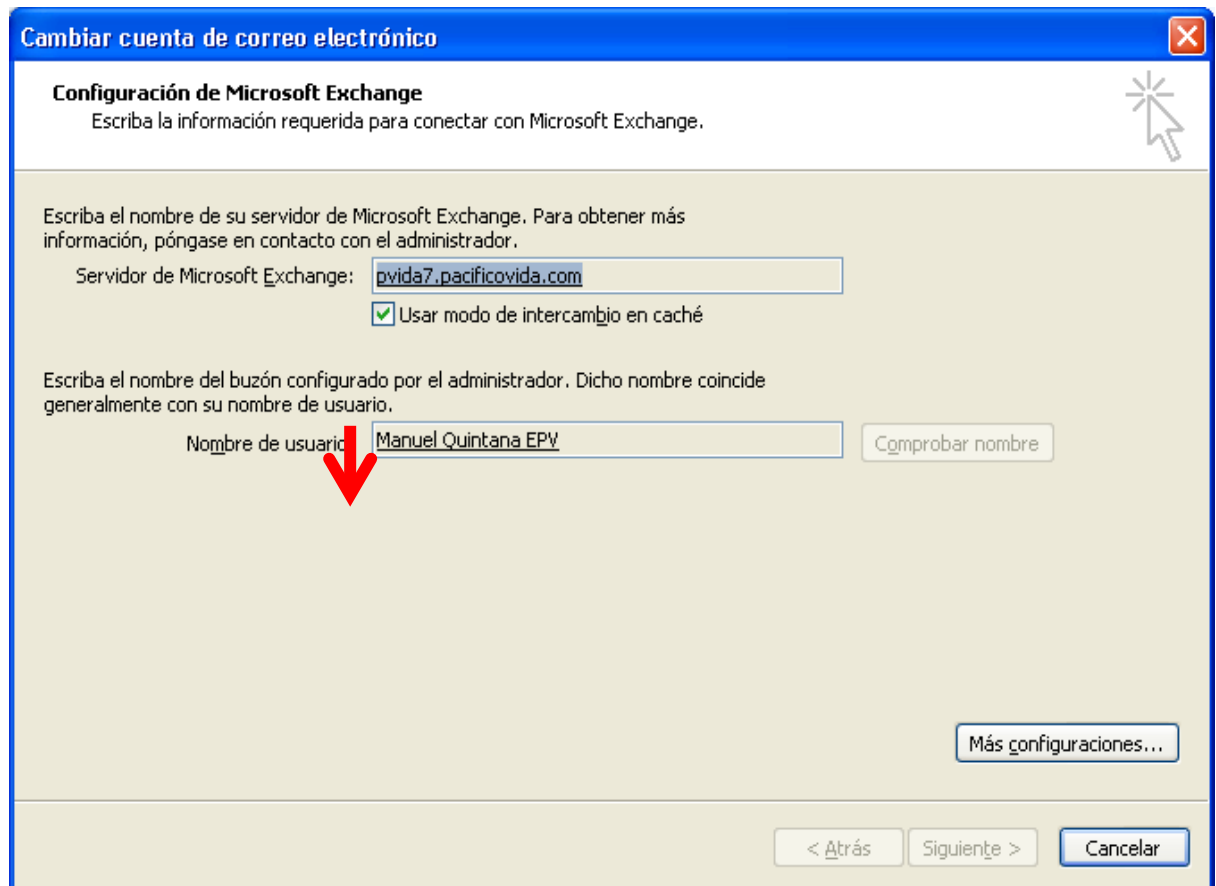 Cambiar cuenta de correo electrónico
Configuración de Microsoft Exchange
Escriba la información requerida para conectar con Microsoft Exchange.
Escriba el nombre de su servidor de Microsoft Exchange. Para obtener más
información, póngase en contacto con el administrador.
Servidor de Microsoft Exchange: pvida7.pacificovida.com
Usar modo de intercambio en caché
Escriba el nombre del buzón configurado por el administrador. Dicho nombre coincide
generalmente con su nombre de usuario.
Nombre de usuario Manuel Quintana EPV Comprobar nombre
Más configuraciones...
< Atrás Siguiente > Cancelar